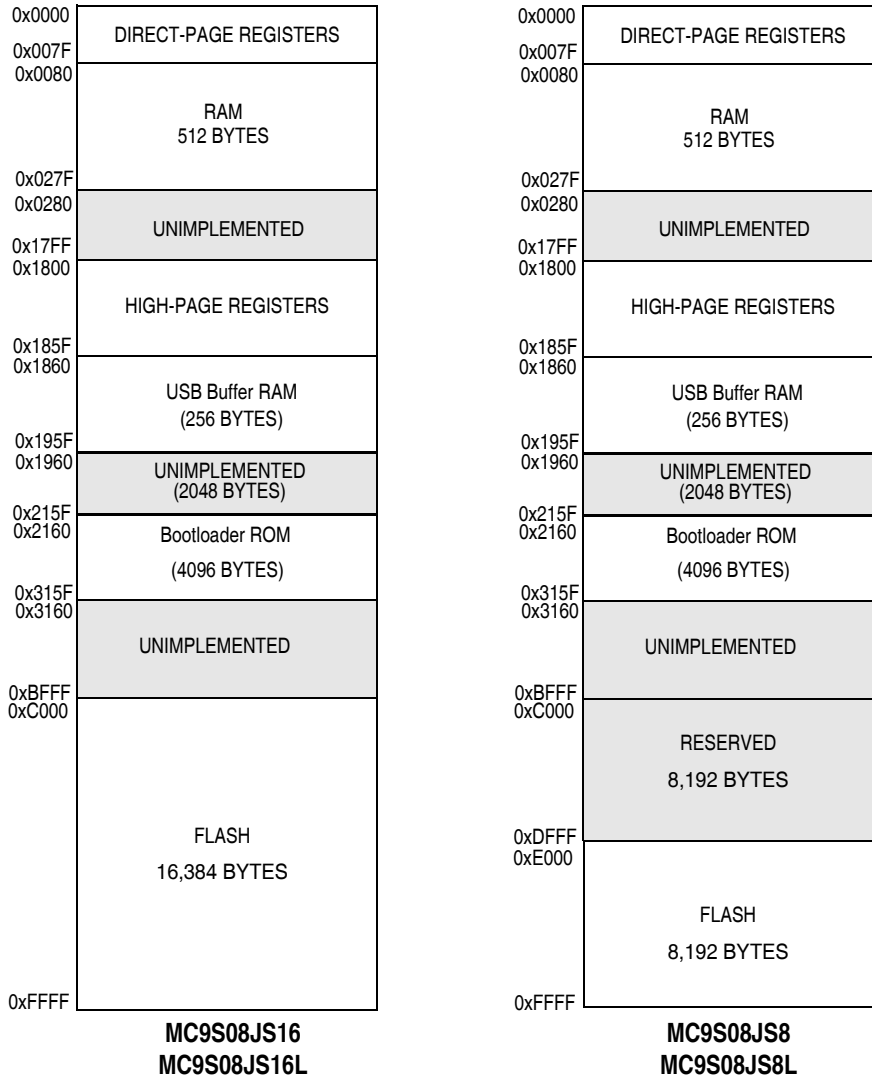 0x0000
DIRECT-PAGE REGISTERS
0x007F
0x0080
RAM
512 BYTES
0x027F
0x0280
UNIMPLEMENTED
0x17FF
0x1800
HIGH-PAGE REGISTERS
0x185F
0x1860
USB Buffer RAM
(256 BYTES)
0x195F
0x1960
UNIMPLEMENTED
(2048 BYTES)
0x215F
0x2160
Bootloader ROM
(4096 BYTES)
0x315F
0x3160
UNIMPLEMENTED
0xBFFF
0xC000
FLASH
16,384 BYTES
0xFFFF
MC9S08JS16
MC9S08JS16L
0x0000
DIRECT-PAGE REGISTERS
0x007F
0x0080
RAM
512 BYTES
0x027F
0x0280
UNIMPLEMENTED
0x17FF
0x1800
HIGH-PAGE REGISTERS
0x185F
0x1860
USB Buffer RAM
(256 BYTES)
0x195F
0x1960
UNIMPLEMENTED
(2048 BYTES)
0x215F
0x2160
Bootloader ROM
(4096 BYTES)
0x315F
0x3160
UNIMPLEMENTED
0xBFFF
0xC000
RESERVED
8,192 BYTES
0xDFFF
0xE000
FLASH
8,192 BYTES
0xFFFF
MC9S08JS8
MC9S08JS8L